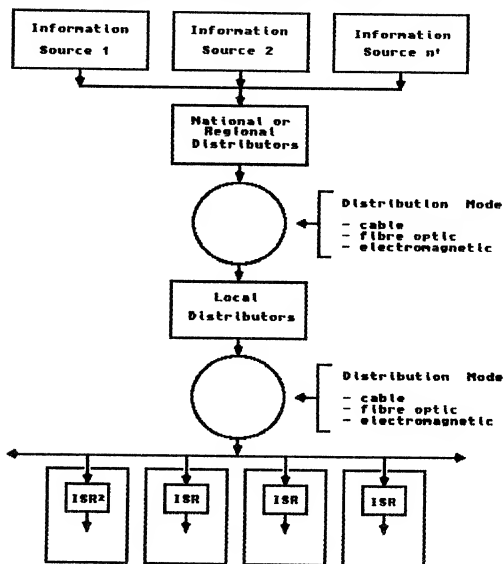 Information
Source 1
Information
Source 2
Information
Source n'
National or
Regional
Distributors
Distribution Mode
- cable
- fibre optic
- electromagnetic
Local
Distributors
Distribution Mode
- cable
- fibre optic
- electromagnetic
ISR²
ISR
ISR
ISR